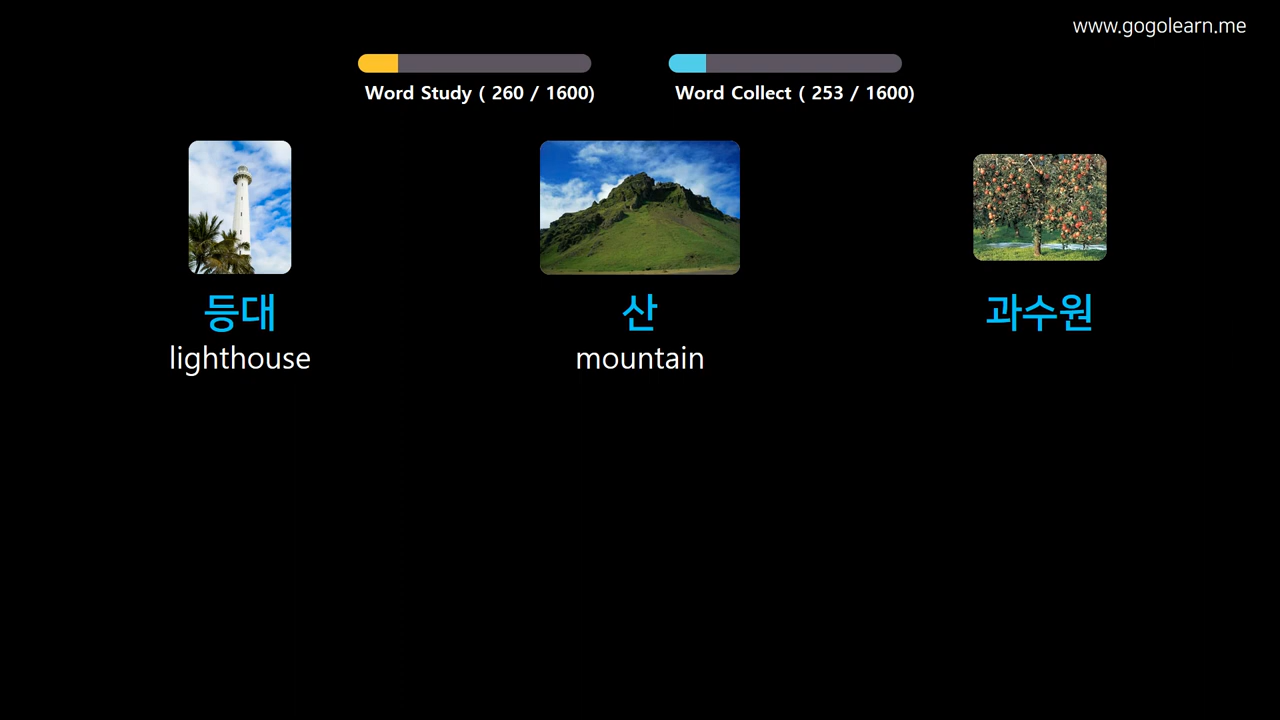 www.gogolearn.me
Word Study ( 260 / 1600)
Word Collect ( 253 / 1600)
등대
산
과수원
lighthouse
mountain